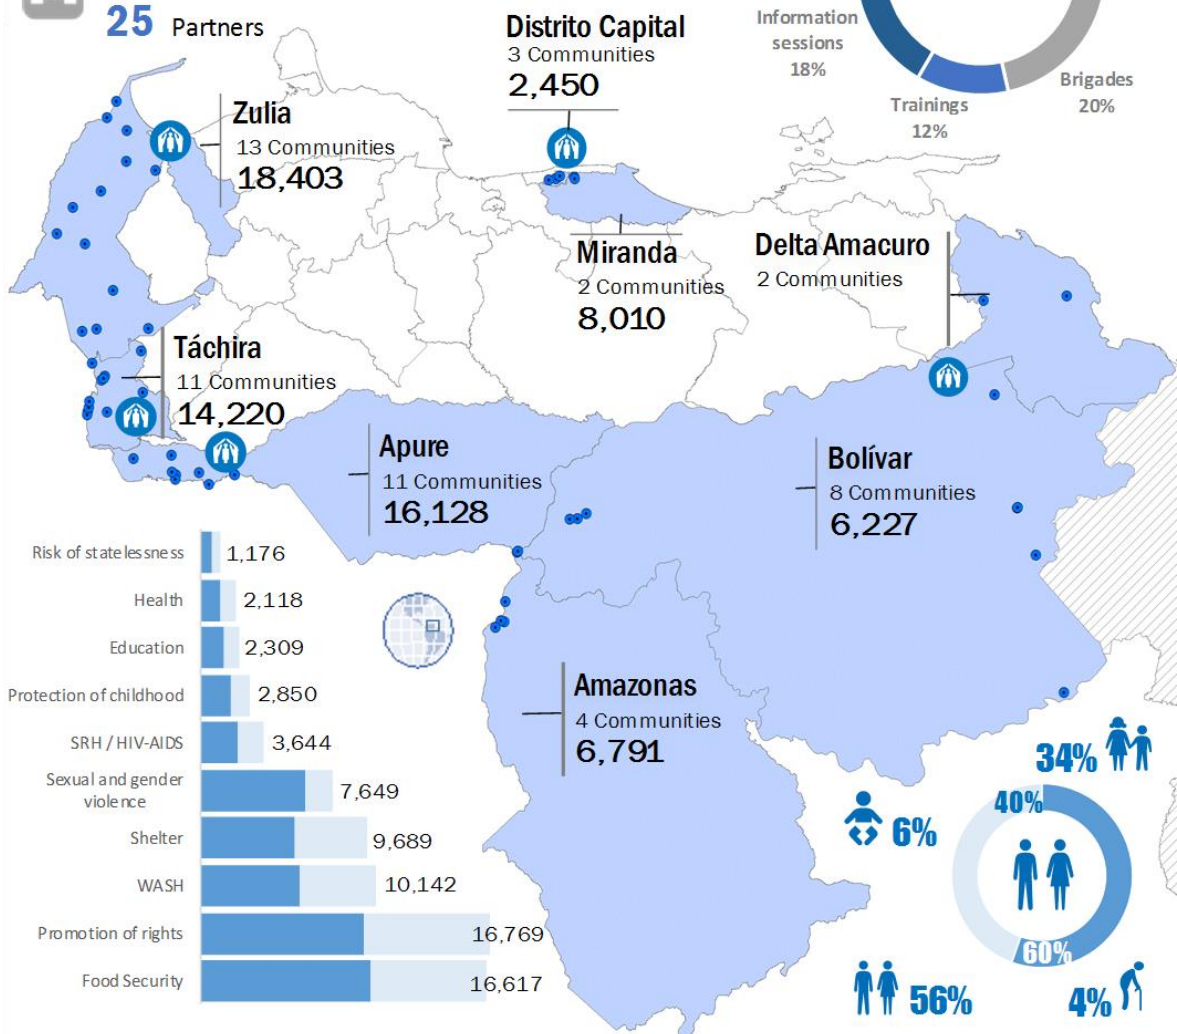 25 Partners
Distrito Capital
3 Communities
2,450
Information
sessions
18%
Trainings
12%
Brigades
20%
Zulia
13 Communities
18,403
Miranda
2 Communities
8,010
Delta Amacuro
2 Communities
Táchira
11 Communities
14,220
Apure
11 Communities
16,128
Bolívar
8 Communities
6,227
Amazonas
4 Communities
6,791
Risk of statelessness 1,176
Health 2,118
Education 2,309
Protection of childhood 2,850
SRH / HIV-AIDS 3,644
Sexual and gender
violence 7,649
Shelter 9,689
WASH 10,142
Promotion of rights 16,769
Food Security 16,617
34%
40%
6%
60%
56%
4%